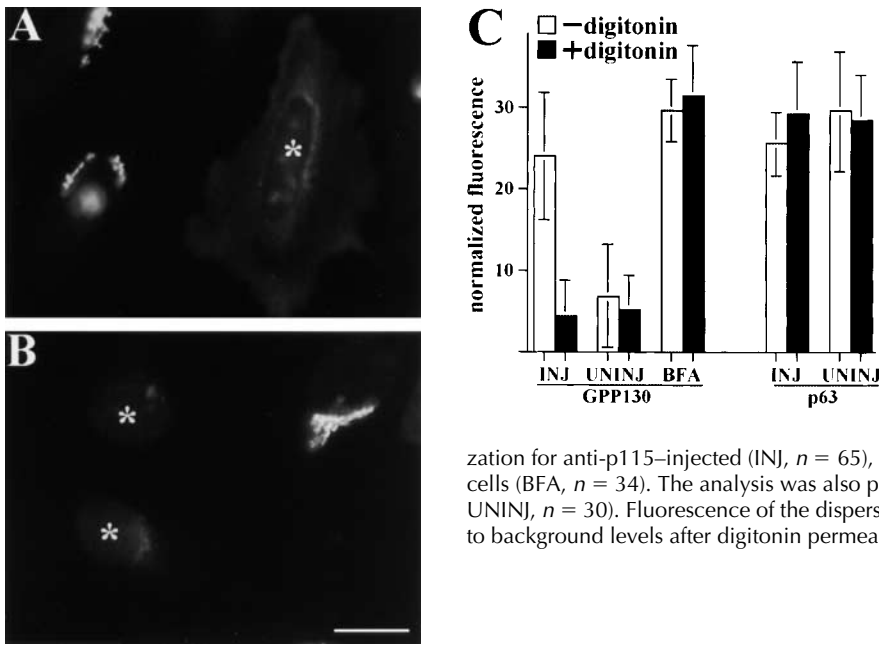 A
*
B
*
*
C
−digitonin
+digitonin
normalized fluorescence
30
20
10
INJ UNINJ BFA INJ UNINJ
GPP130 p63
zation for anti-p115–injected (INJ, n = 65),
cells (BFA, n = 34). The analysis was also p
UNINJ, n = 30). Fluorescence of the dispers
to background levels after digitonin permea